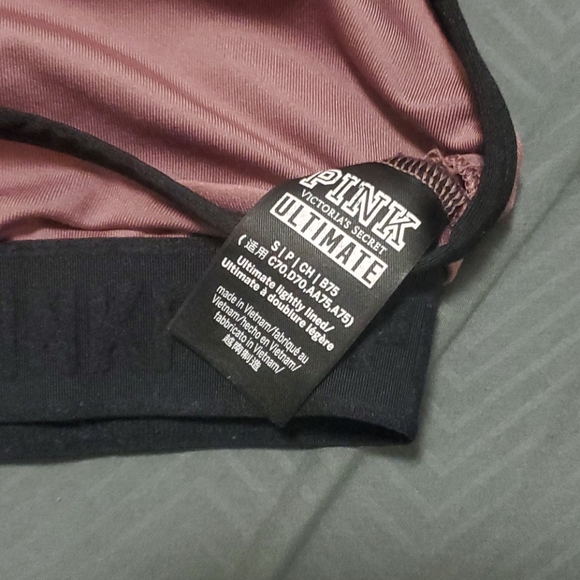 PINK
VICTORIA'S SECRET
ULTIMATE
S | P | CH | B75
(适用 C70,D70,AA75,A75)
Ultimate lightly lined/
Ultimate à doublure légère
made in Vietnam/fabriqué au
Vietnam/hecho en Vietnam/
fabbricato in Vietnam/
越南制造